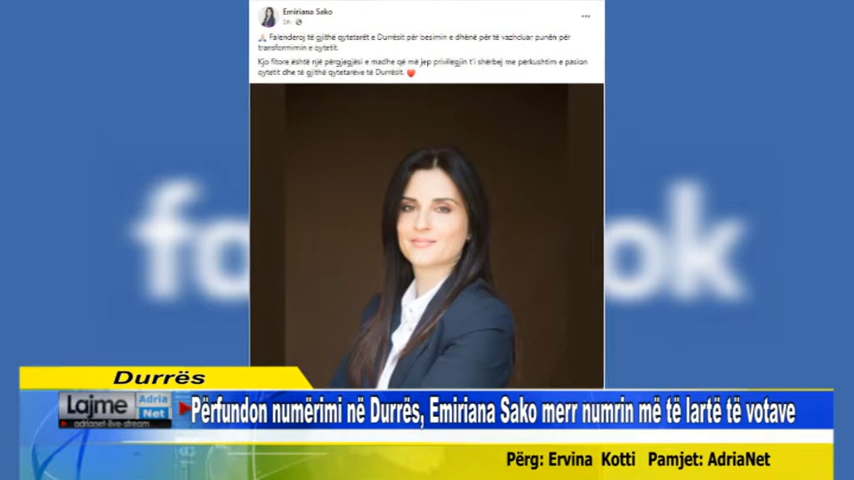 Emiriana Sako
1h
🙏 Falenderoj të gjithë qytetarët e Durrësit për besimin e dhënë për të vazhduar punën për
transformimin e qytetit.
Kjo fitore është një përgjegjësi e madhe që më jep privilegjin t'i shërbej me përkushtim e pasion
qytetit dhe të gjithë qytetarëve të Durrësit. ❤️
fa
ok
Durrës
Lajme
Adria
Net
adrianet-live-stream
Përfundon numërimi në Durrës, Emiriana Sako merr numrin më të lartë të votave
Përg: Ervina Kotti Pamjet: AdriaNet